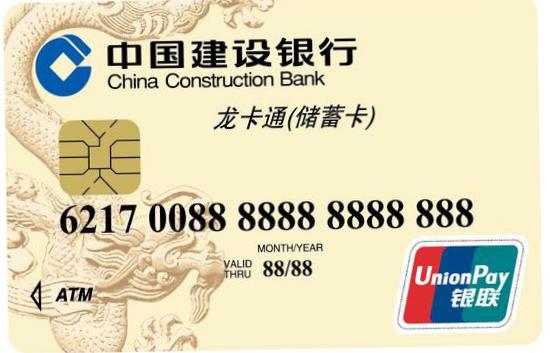 中国建设银行
China Construction Bank
龙卡通(储蓄卡)
6217 0088 8888 8888 888
MONTH/YEAR
VALID THRU 88/88
ATM
UnionPay
银联